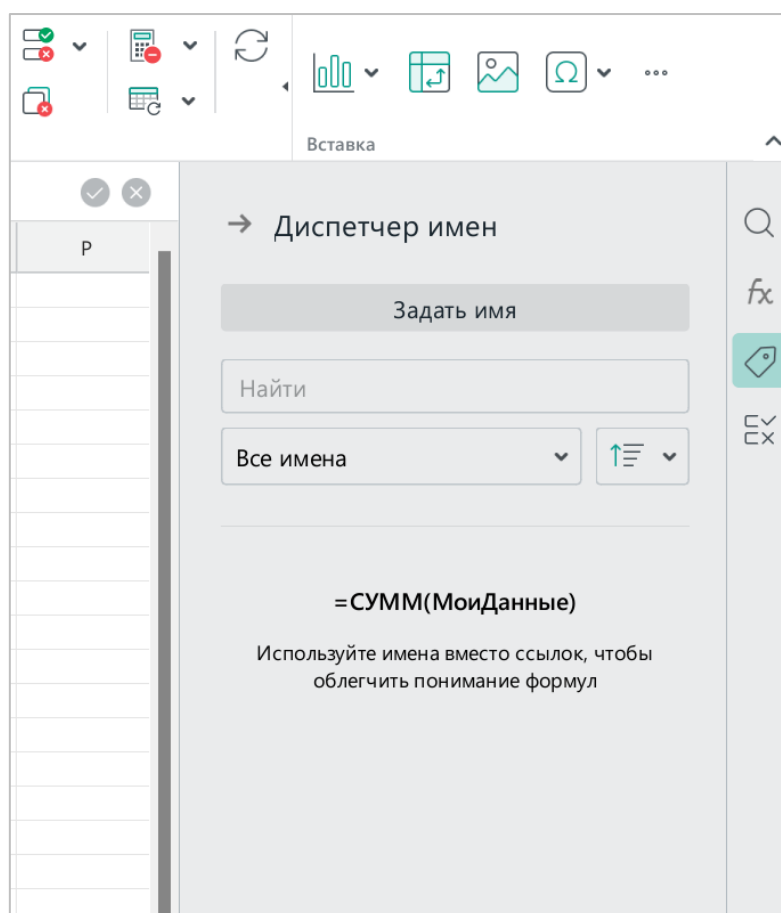 Вставка
Диспетчер имен
P
Задать имя
Найти
Все имена
=СУММ(МоиДанные)
Используйте имена вместо ссылок, чтобы
облегчить понимание формул